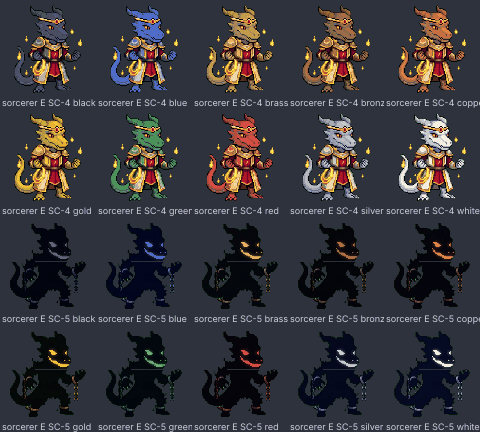 sorcerer E SC-4 black
sorcerer E SC-4 blue
sorcerer E SC-4 brass
sorcerer E SC-4 bronz
sorcerer E SC-4 coppe
sorcerer E SC-4 gold
sorcerer E SC-4 green
sorcerer E SC-4 red
sorcerer E SC-4 silver
sorcerer E SC-4 white
sorcerer E SC-5 black
sorcerer E SC-5 blue
sorcerer E SC-5 brass
sorcerer E SC-5 bronz
sorcerer E SC-5 coppe
sorcerer E SC-5 gold
sorcerer E SC-5 green
sorcerer E SC-5 red
sorcerer E SC-5 silver
sorcerer E SC-5 white